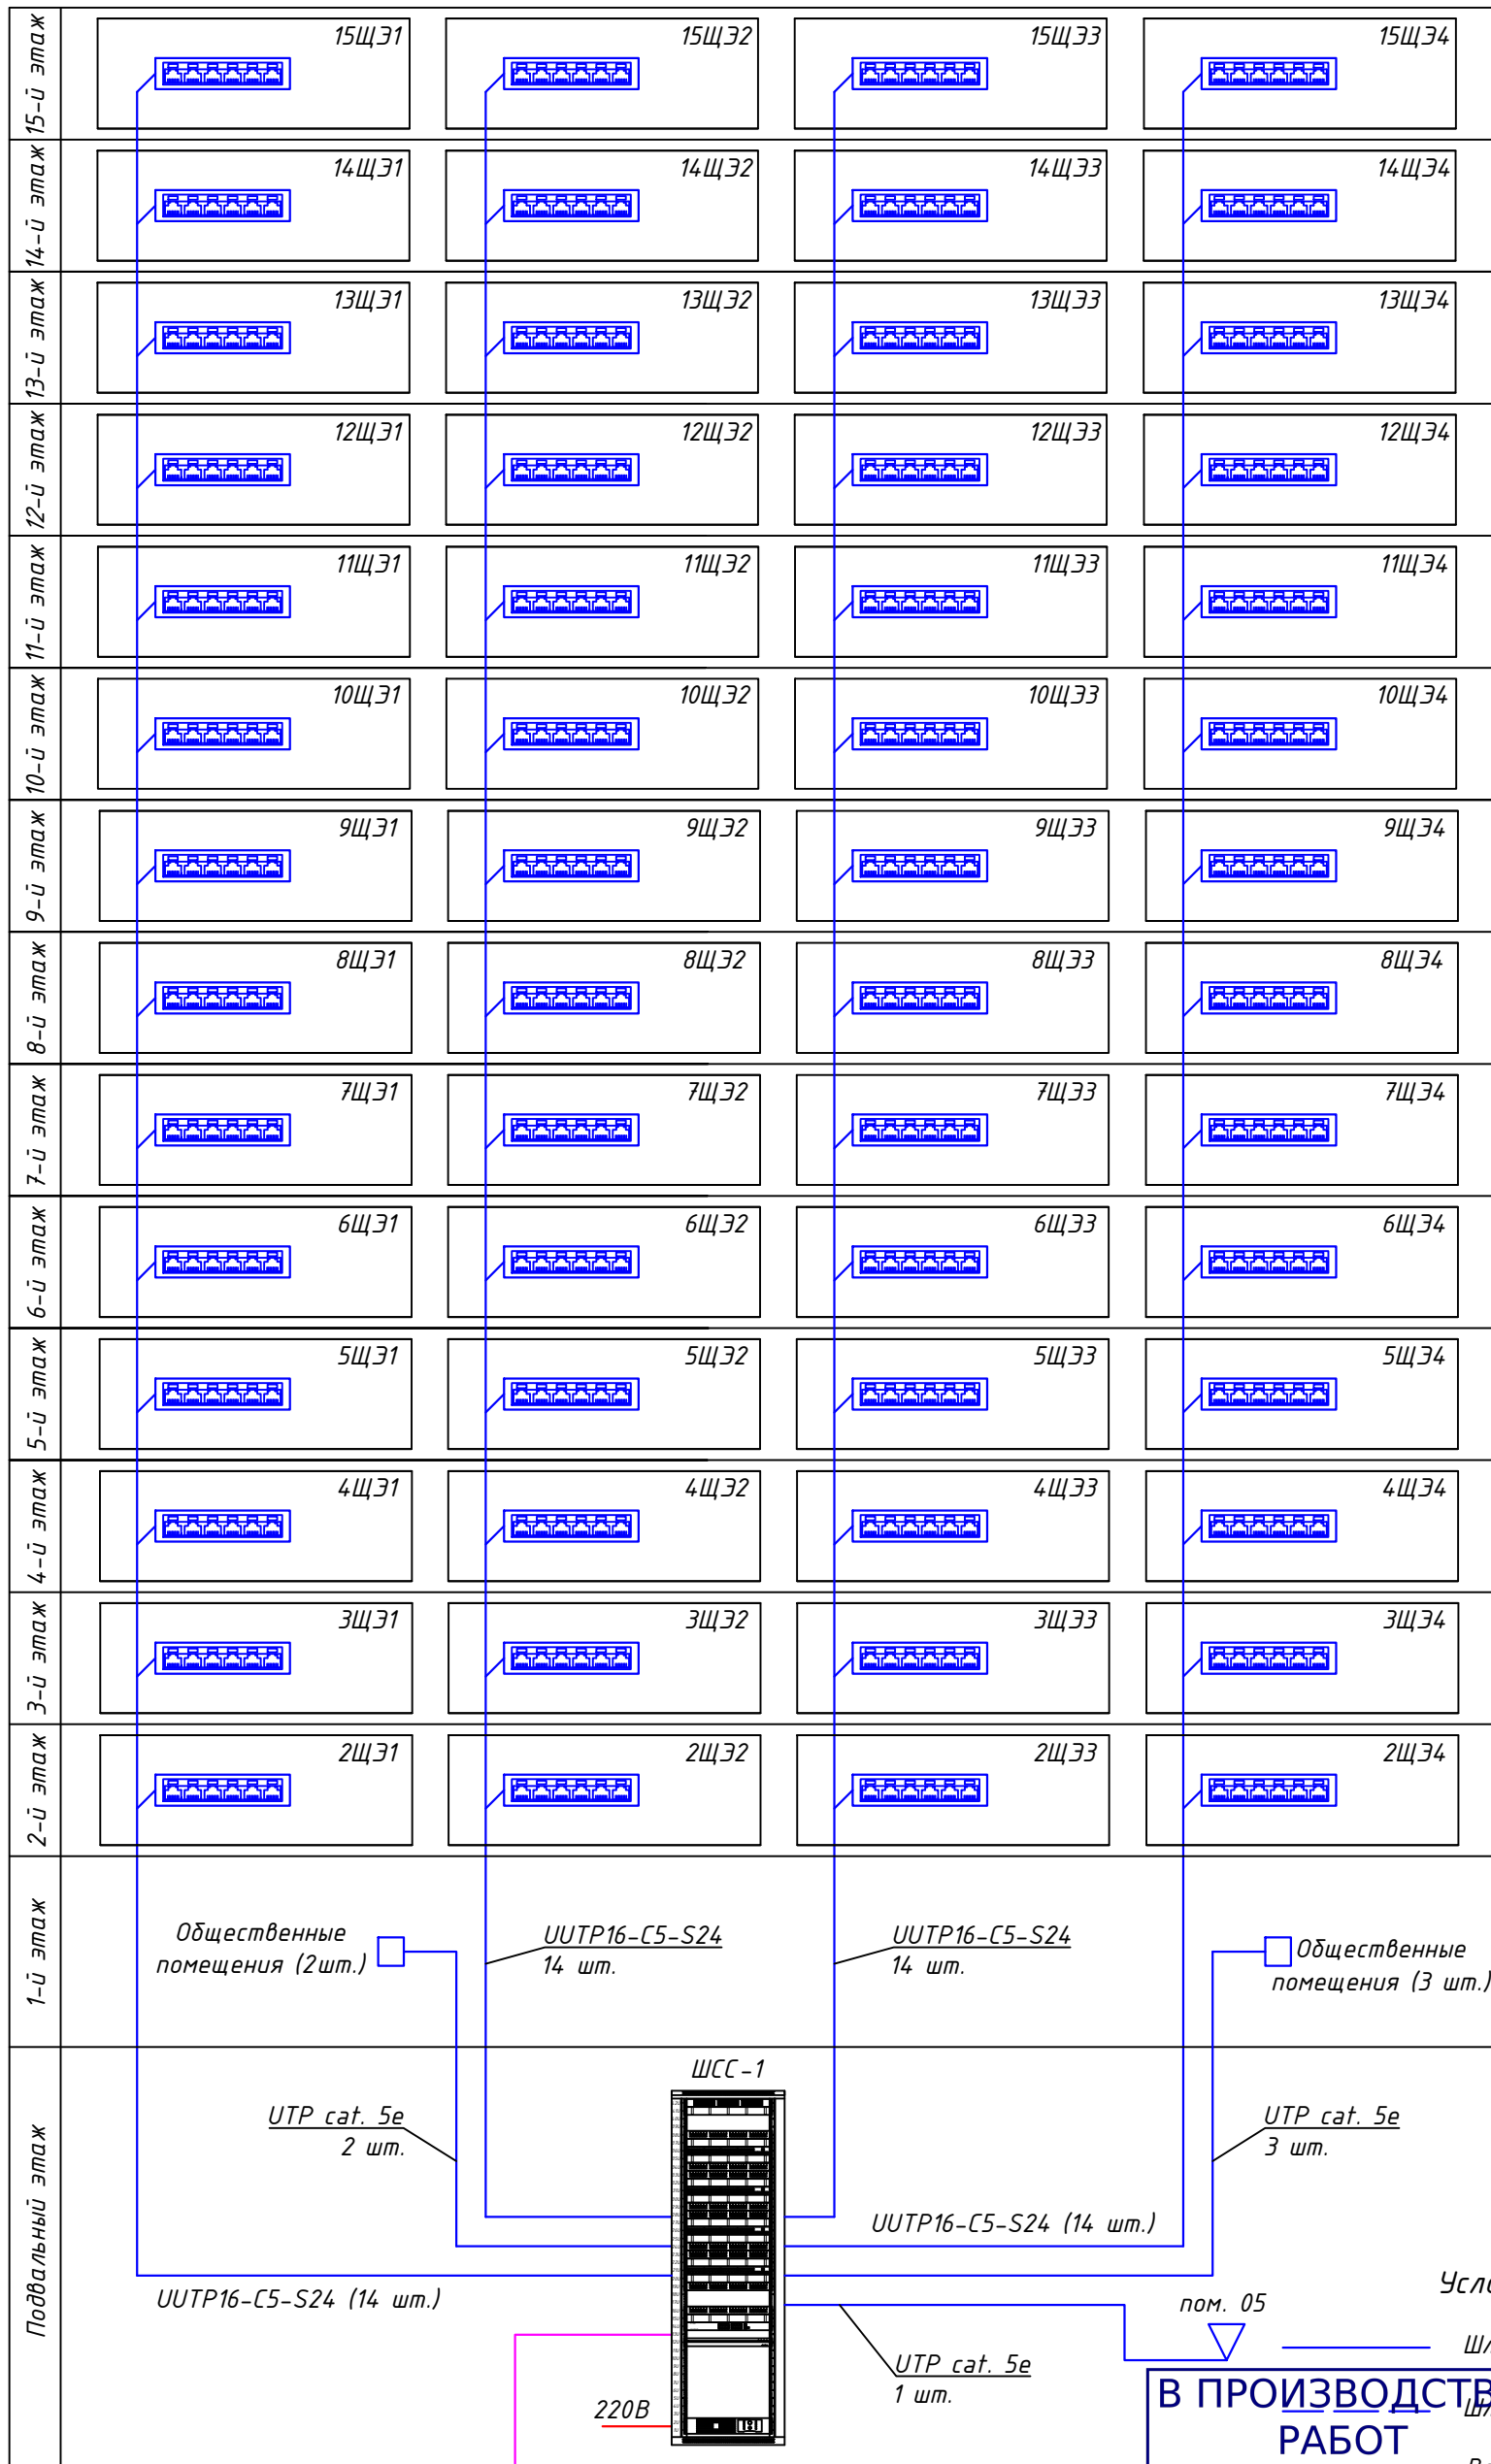 15-й этаж
15ЩЭ1
15ЩЭ2
15ЩЭ3
15ЩЭ4
14-й этаж
14ЩЭ1
14ЩЭ2
14ЩЭ3
14ЩЭ4
13-й этаж
13ЩЭ1
13ЩЭ2
13ЩЭ3
13ЩЭ4
12-й этаж
12ЩЭ1
12ЩЭ2
12ЩЭ3
12ЩЭ4
11-й этаж
11ЩЭ1
11ЩЭ2
11ЩЭ3
11ЩЭ4
10-й этаж
10ЩЭ1
10ЩЭ2
10ЩЭ3
10ЩЭ4
9-й этаж
9ЩЭ1
9ЩЭ2
9ЩЭ3
9ЩЭ4
8-й этаж
8ЩЭ1
8ЩЭ2
8ЩЭ3
8ЩЭ4
7-й этаж
7ЩЭ1
7ЩЭ2
7ЩЭ3
7ЩЭ4
6-й этаж
6ЩЭ1
6ЩЭ2
6ЩЭ3
6ЩЭ4
5-й этаж
5ЩЭ1
5ЩЭ2
5ЩЭ3
5ЩЭ4
4-й этаж
4ЩЭ1
4ЩЭ2
4ЩЭ3
4ЩЭ4
3-й этаж
3ЩЭ1
3ЩЭ2
3ЩЭ3
3ЩЭ4
2-й этаж
2ЩЭ1
2ЩЭ2
2ЩЭ3
2ЩЭ4
1-й этаж
Общественные
помещения (2шт.)
UUTP16-C5-S24
14 шт.
UUTP16-C5-S24
14 шт.
Общественные
помещения (3 шт.)
Подвальный этаж
ШСС-1
UTP cat. 5e
2 шт.
UTP cat. 5e
3 шт.
UUTP16-C5-S24 (14 шт.)
UUTP16-C5-S24 (14 шт.)
пом. 05
UTP cat. 5e
1 шт.
220В
В ПРОИЗВОДСТВ
РАБОТ